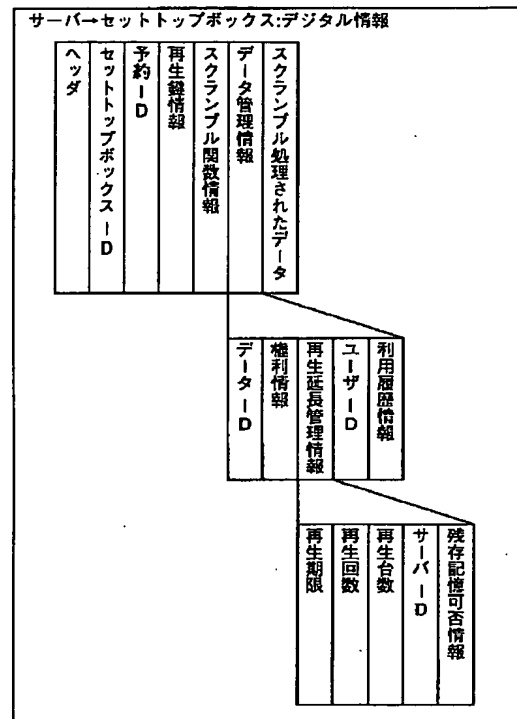 サーバ→セットトップボックス:デジタル情報
ヘッダ
セットトップボックスーID
予約ーID
再生鍵情報
スクランブル関数情報
データ管理情報
スクランブル処理されたデータ
データーID
権利情報
再生延長管理情報
ユーザーID
利用履歴情報
再生期限
再生回数
再生台数
サーバーID
残存記憶可否情報